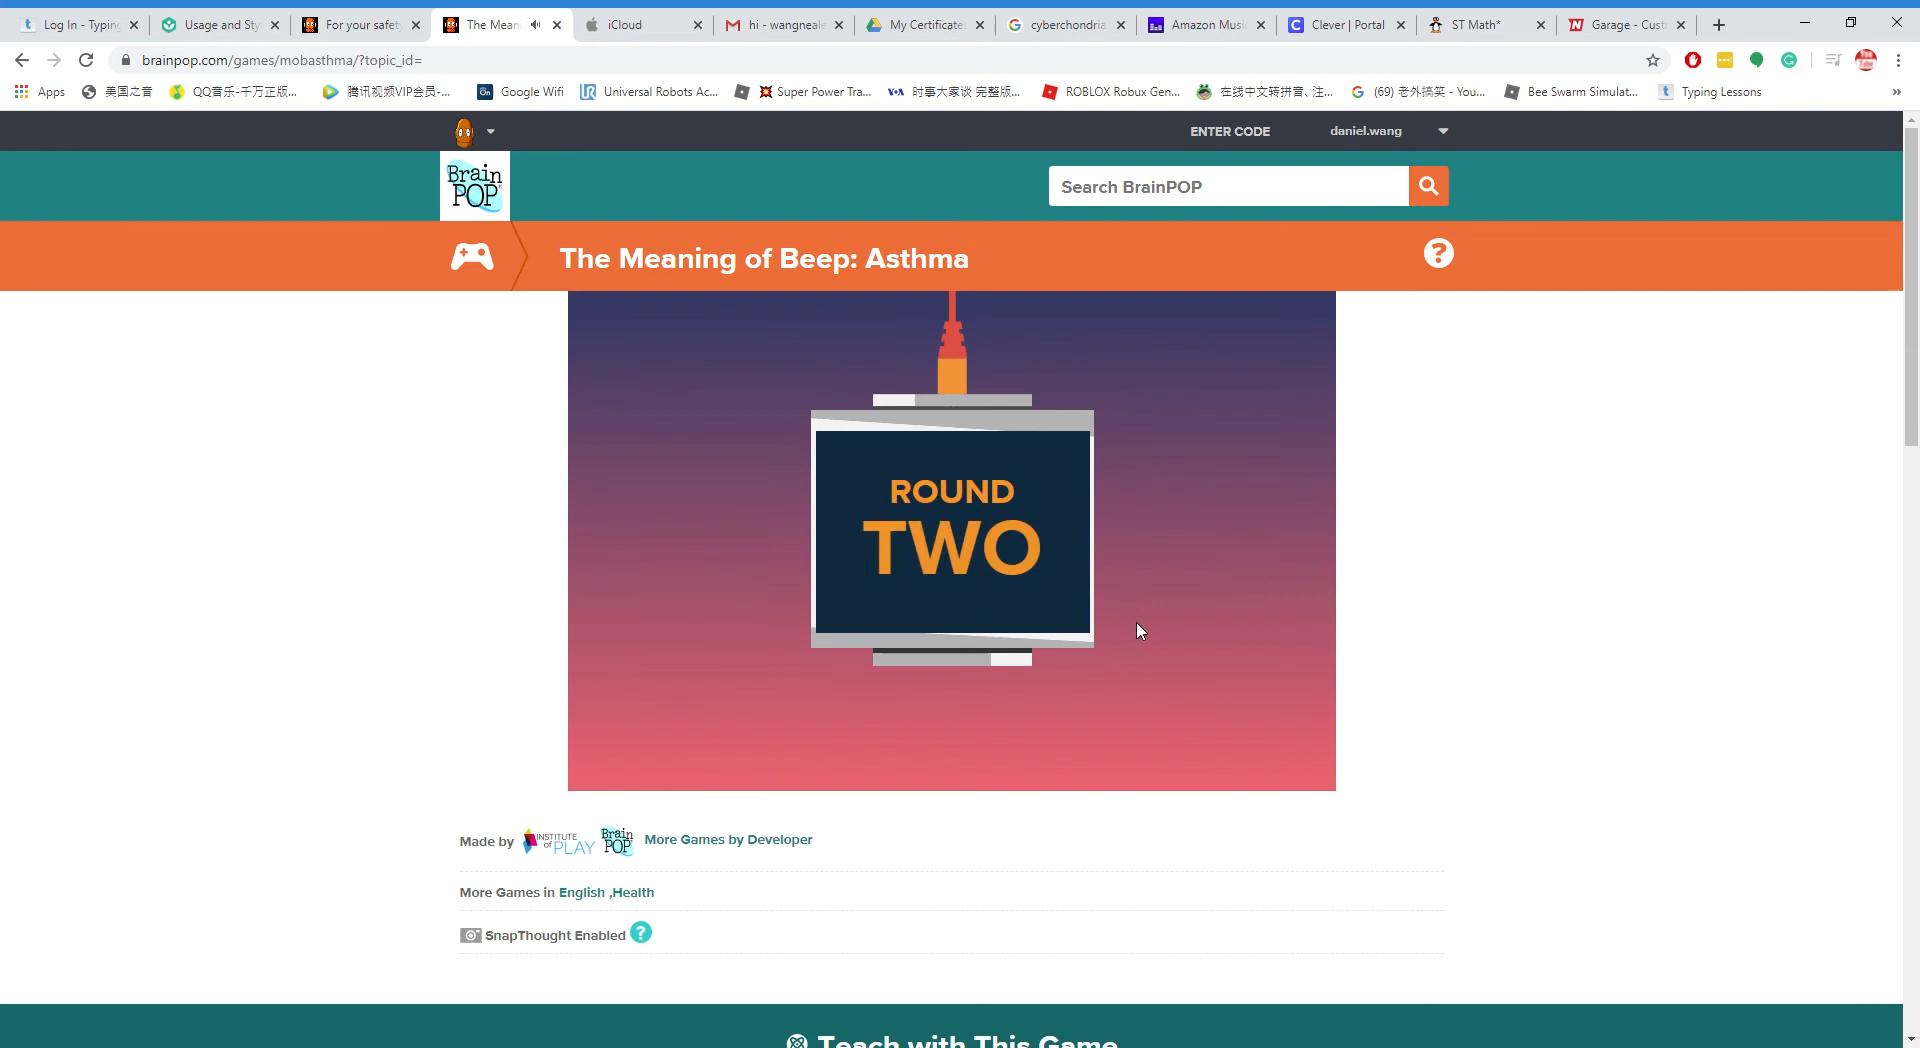 Log In - Typing
Usage and Sty
For your safety
The Mean
iCloud
hi - wangneale
My Certificate
cyberchondria
Amazon Music
Clever | Portal
ST Math*
Garage - Cust
brainpop.com/games/mobasthma/?topic_id=
Apps
美国之音
QQ音乐-千万正版...
腾讯视频VIP会员-...
Google Wifi
Universal Robots Ac...
Super Power Tra...
VOA 时事大家谈 完整版...
ROBLOX Robux Gen...
在线中文转拼音、注...
(69) 老外搞笑 - You...
Bee Swarm Simulat...
Typing Lessons
»
ENTER CODE
daniel.wang
Brain
POP
Search BrainPOP
The Meaning of Beep: Asthma
ROUND
TWO
Made by
INSTITUTE
of PLAY
Brain
POP
More Games by Developer
More Games in English ,Health
SnapThought Enabled ?
Teach with This Game